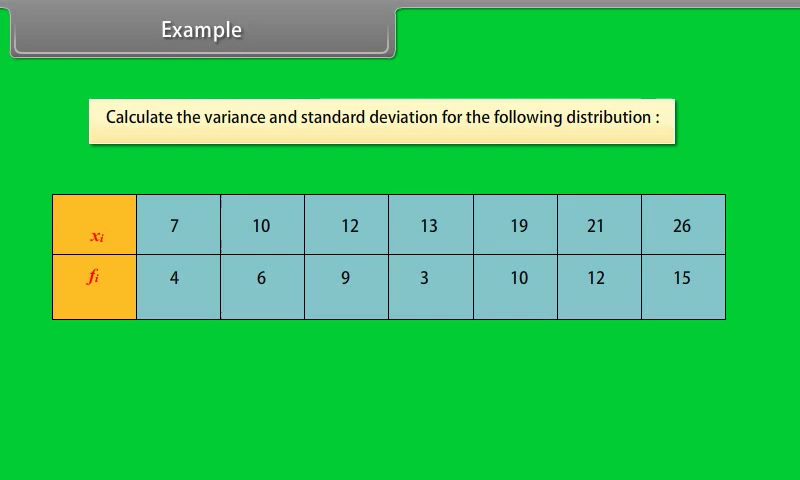 Example
Calculate the variance and standard deviation for the following distribution :
xᵢ 7 10 12 13 19 21 26
fᵢ 4 6 9 3 10 12 15